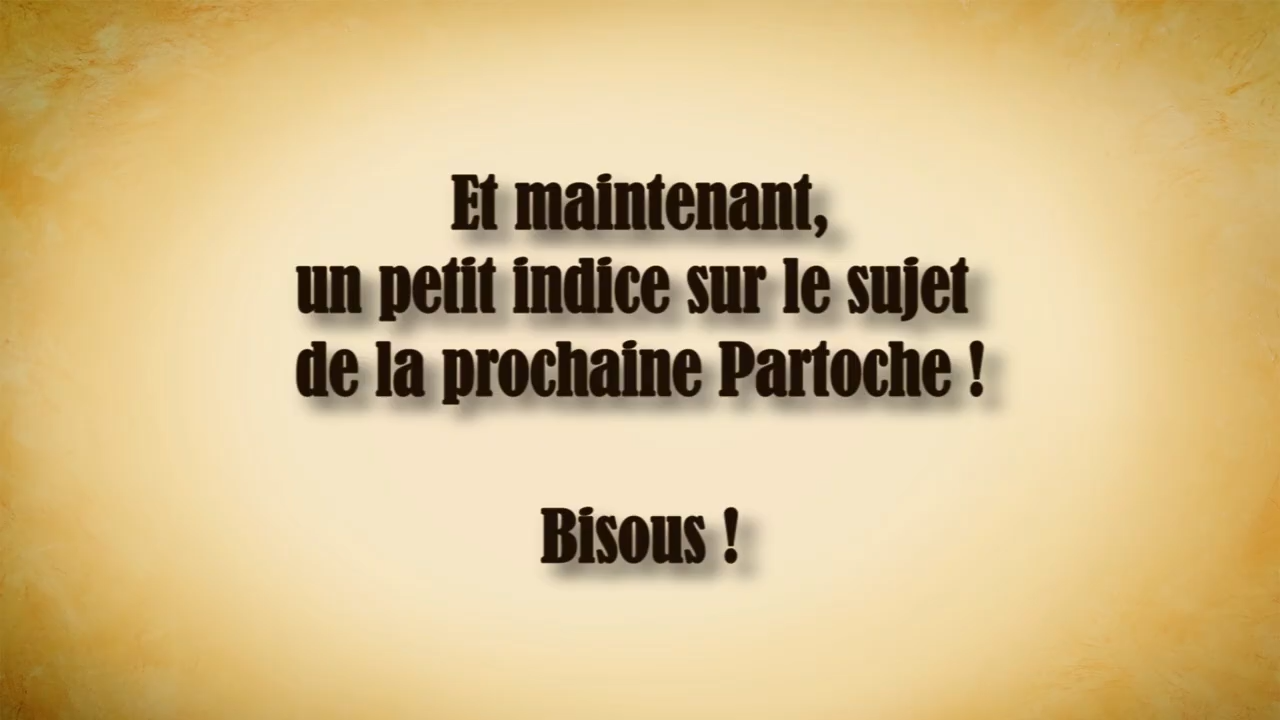 Et maintenant,
un petit indice sur le sujet
de la prochaine Partoche !
Bisous !